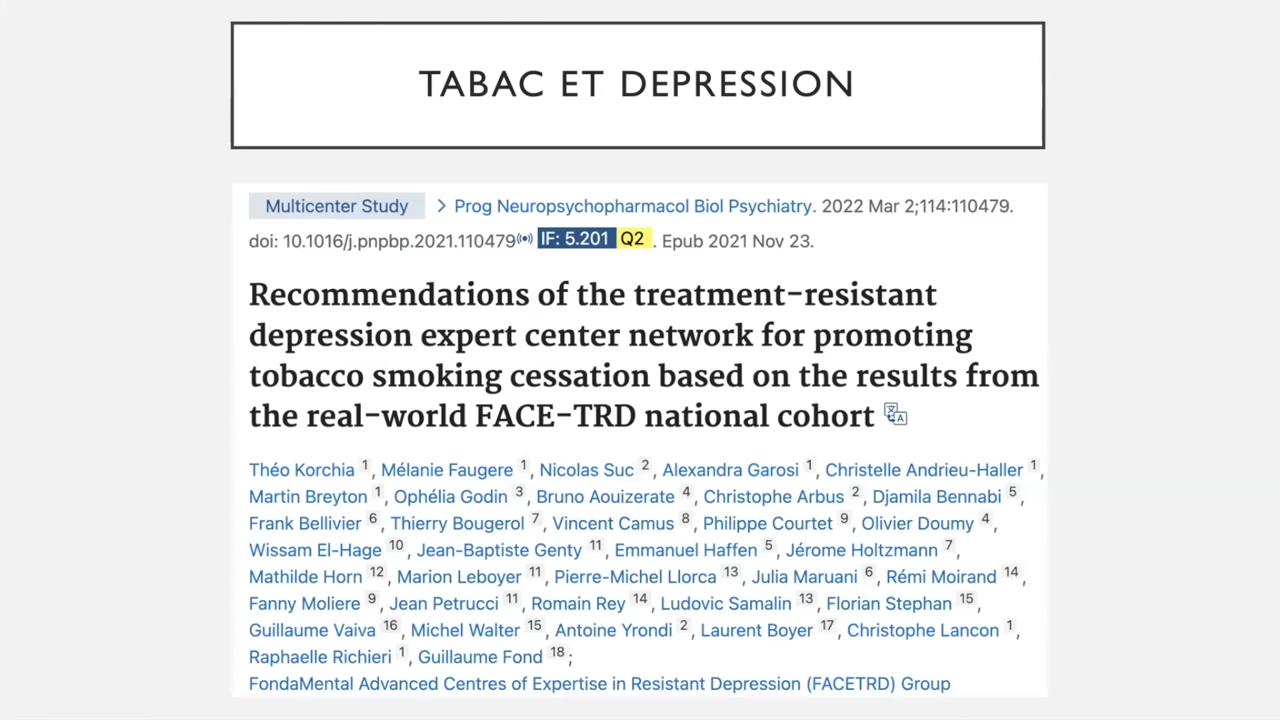 TABAC ET DEPRESSION
Multicenter Study > Prog Neuropsychopharmacol Biol Psychiatry. 2022 Mar 2;114:110479.
doi: 10.1016/j.pnpbp.2021.110479 IF: 5.201 Q2 . Epub 2021 Nov 23.
Recommendations of the treatment-resistant
depression expert center network for promoting
tobacco smoking cessation based on the results from
the real-world FACE-TRD national cohort
Théo Korchia 1, Mélanie Faugere 1, Nicolas Suc 2, Alexandra Garosi 1, Christelle Andrieu-Haller 1,
Martin Breyton 1, Ophélia Godin 3, Bruno Aouizerate 4, Christophe Arbus 2, Djamila Bennabi 5,
Frank Bellivier 6, Thierry Bougerol 7, Vincent Camus 8, Philippe Courtet 9, Olivier Doumy 4,
Wissam El-Hage 10, Jean-Baptiste Genty 11, Emmanuel Haffen 5, Jérome Holtzmann 7,
Mathilde Horn 12, Marion Leboyer 11, Pierre-Michel Llorca 13, Julia Maruani 6, Rémi Moirand 14,
Fanny Moliere 9, Jean Petrucci 11, Romain Rey 14, Ludovic Samalin 13, Florian Stephan 15,
Guillaume Vaiva 16, Michel Walter 15, Antoine Yrondi 2, Laurent Boyer 17, Christophe Lancon 1,
Raphaelle Richieri 1, Guillaume Fond 18;
FondaMental Advanced Centres of Expertise in Resistant Depression (FACETRD) Group